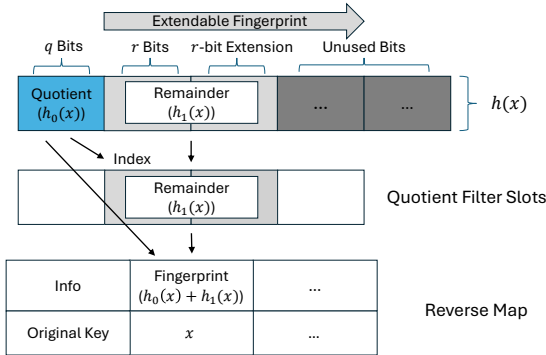 Extendable Fingerprint
q Bits
r Bits
r-bit Extension
Unused Bits
Quotient
(h₀(x))
Remainder
(h₁(x))
...
...
h(x)
Index
Remainder
(h₁(x))
Quotient Filter Slots
Info
Fingerprint
(h₀(x) + h₁(x))
...
Reverse Map
Original Key
x
...